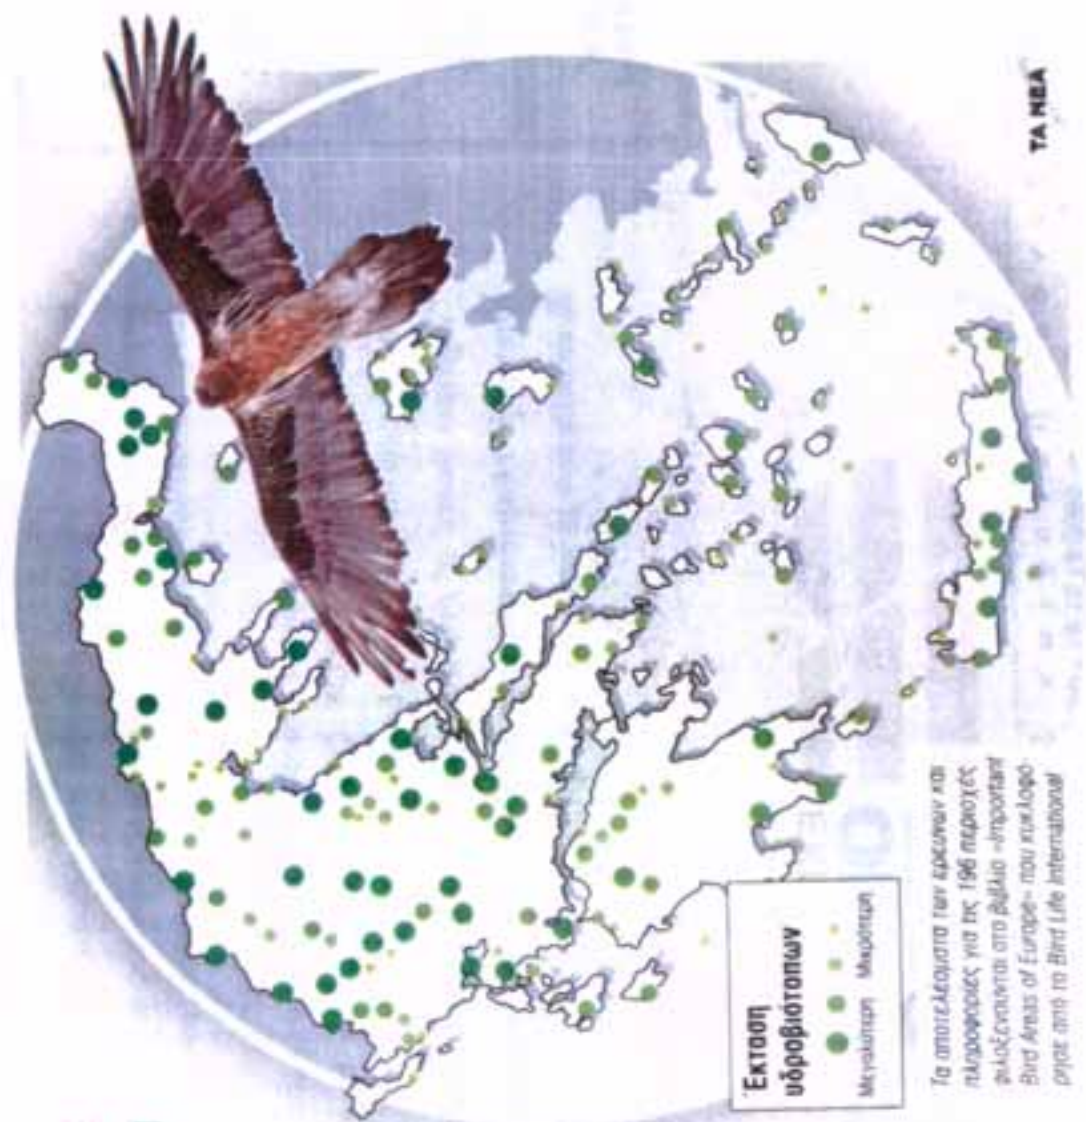 Έκταση
υδροβιότοπων
Μεγαλύτερη Μικρότερη
Τα αποτελέσματα των ερευνών και
πληροφορίες για τις 196 περιοχές
φιλοξενούνται στο βιβλίο «Important
Bird Areas of Europe» που κυκλοφό-
ρησε από το Bird Life International
ΤΑ ΝΕΑ